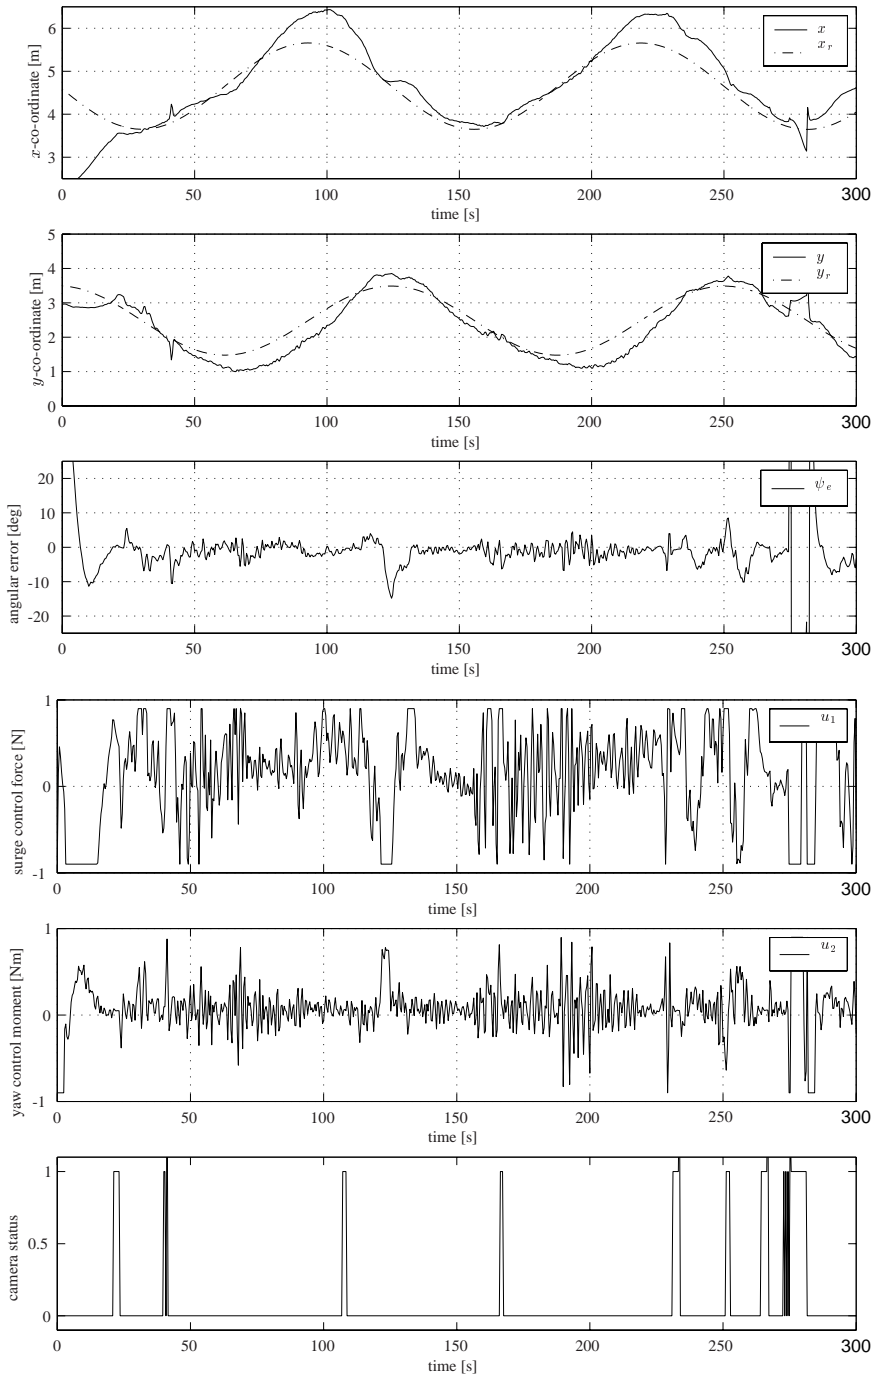 6
5
4
3
x-co-ordinate [m]
x
x_r
0 50 100 150 200 250 300
time [s]
5
4
3
2
1
0
y-co-ordinate [m]
y
y_r
0 50 100 150 200 250 300
time [s]
20
10
0
-10
-20
angular error [deg]
ψ_e
0 50 100 150 200 250 300
time [s]
1
0
-1
surge control force [N]
u_1
0 50 100 150 200 250 300
time [s]
1
0
-1
yaw control moment [Nm]
u_2
0 50 100 150 200 250 300
time [s]
1
0.5
0
camera status
0 50 100 150 200 250 300
time [s]